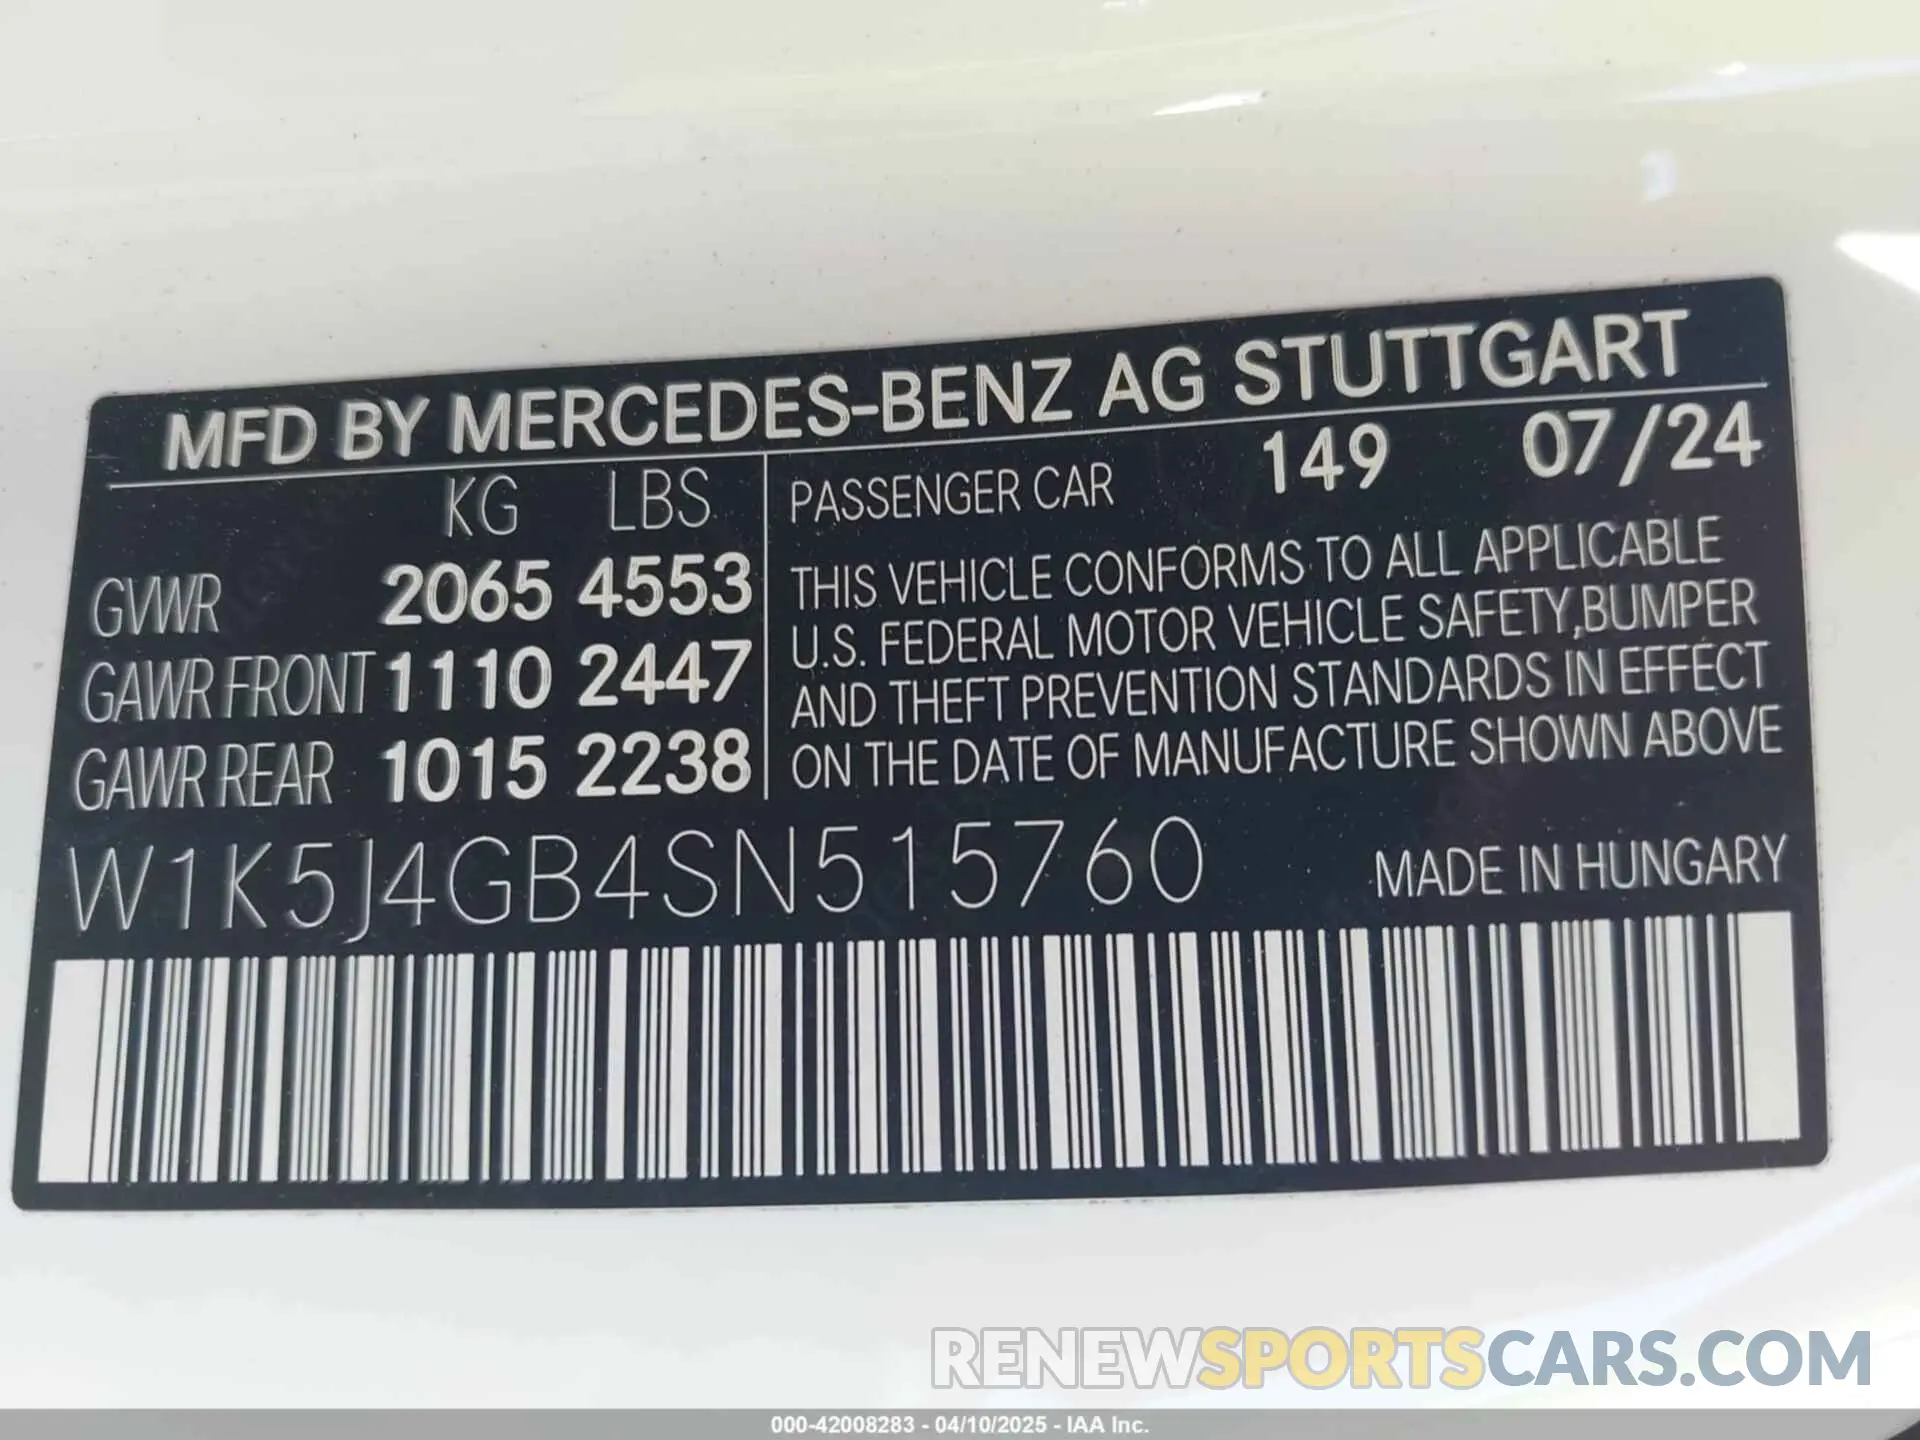 MFD BY MERCEDES-BENZ AG STUTTGART
KG LBS
GVWR 2065 4553
GAWR FRONT 1110 2447
GAWR REAR 1015 2238
PASSENGER CAR 149 07/24
THIS VEHICLE CONFORMS TO ALL APPLICABLE
U.S. FEDERAL MOTOR VEHICLE SAFETY,BUMPER
AND THEFT PREVENTION STANDARDS IN EFFECT
ON THE DATE OF MANUFACTURE SHOWN ABOVE
W1K5J4GB4SN515760 MADE IN HUNGARY
RENEWSPORTSCARS.COM
000-42008283 - 04/10/2025 - IAA Inc.